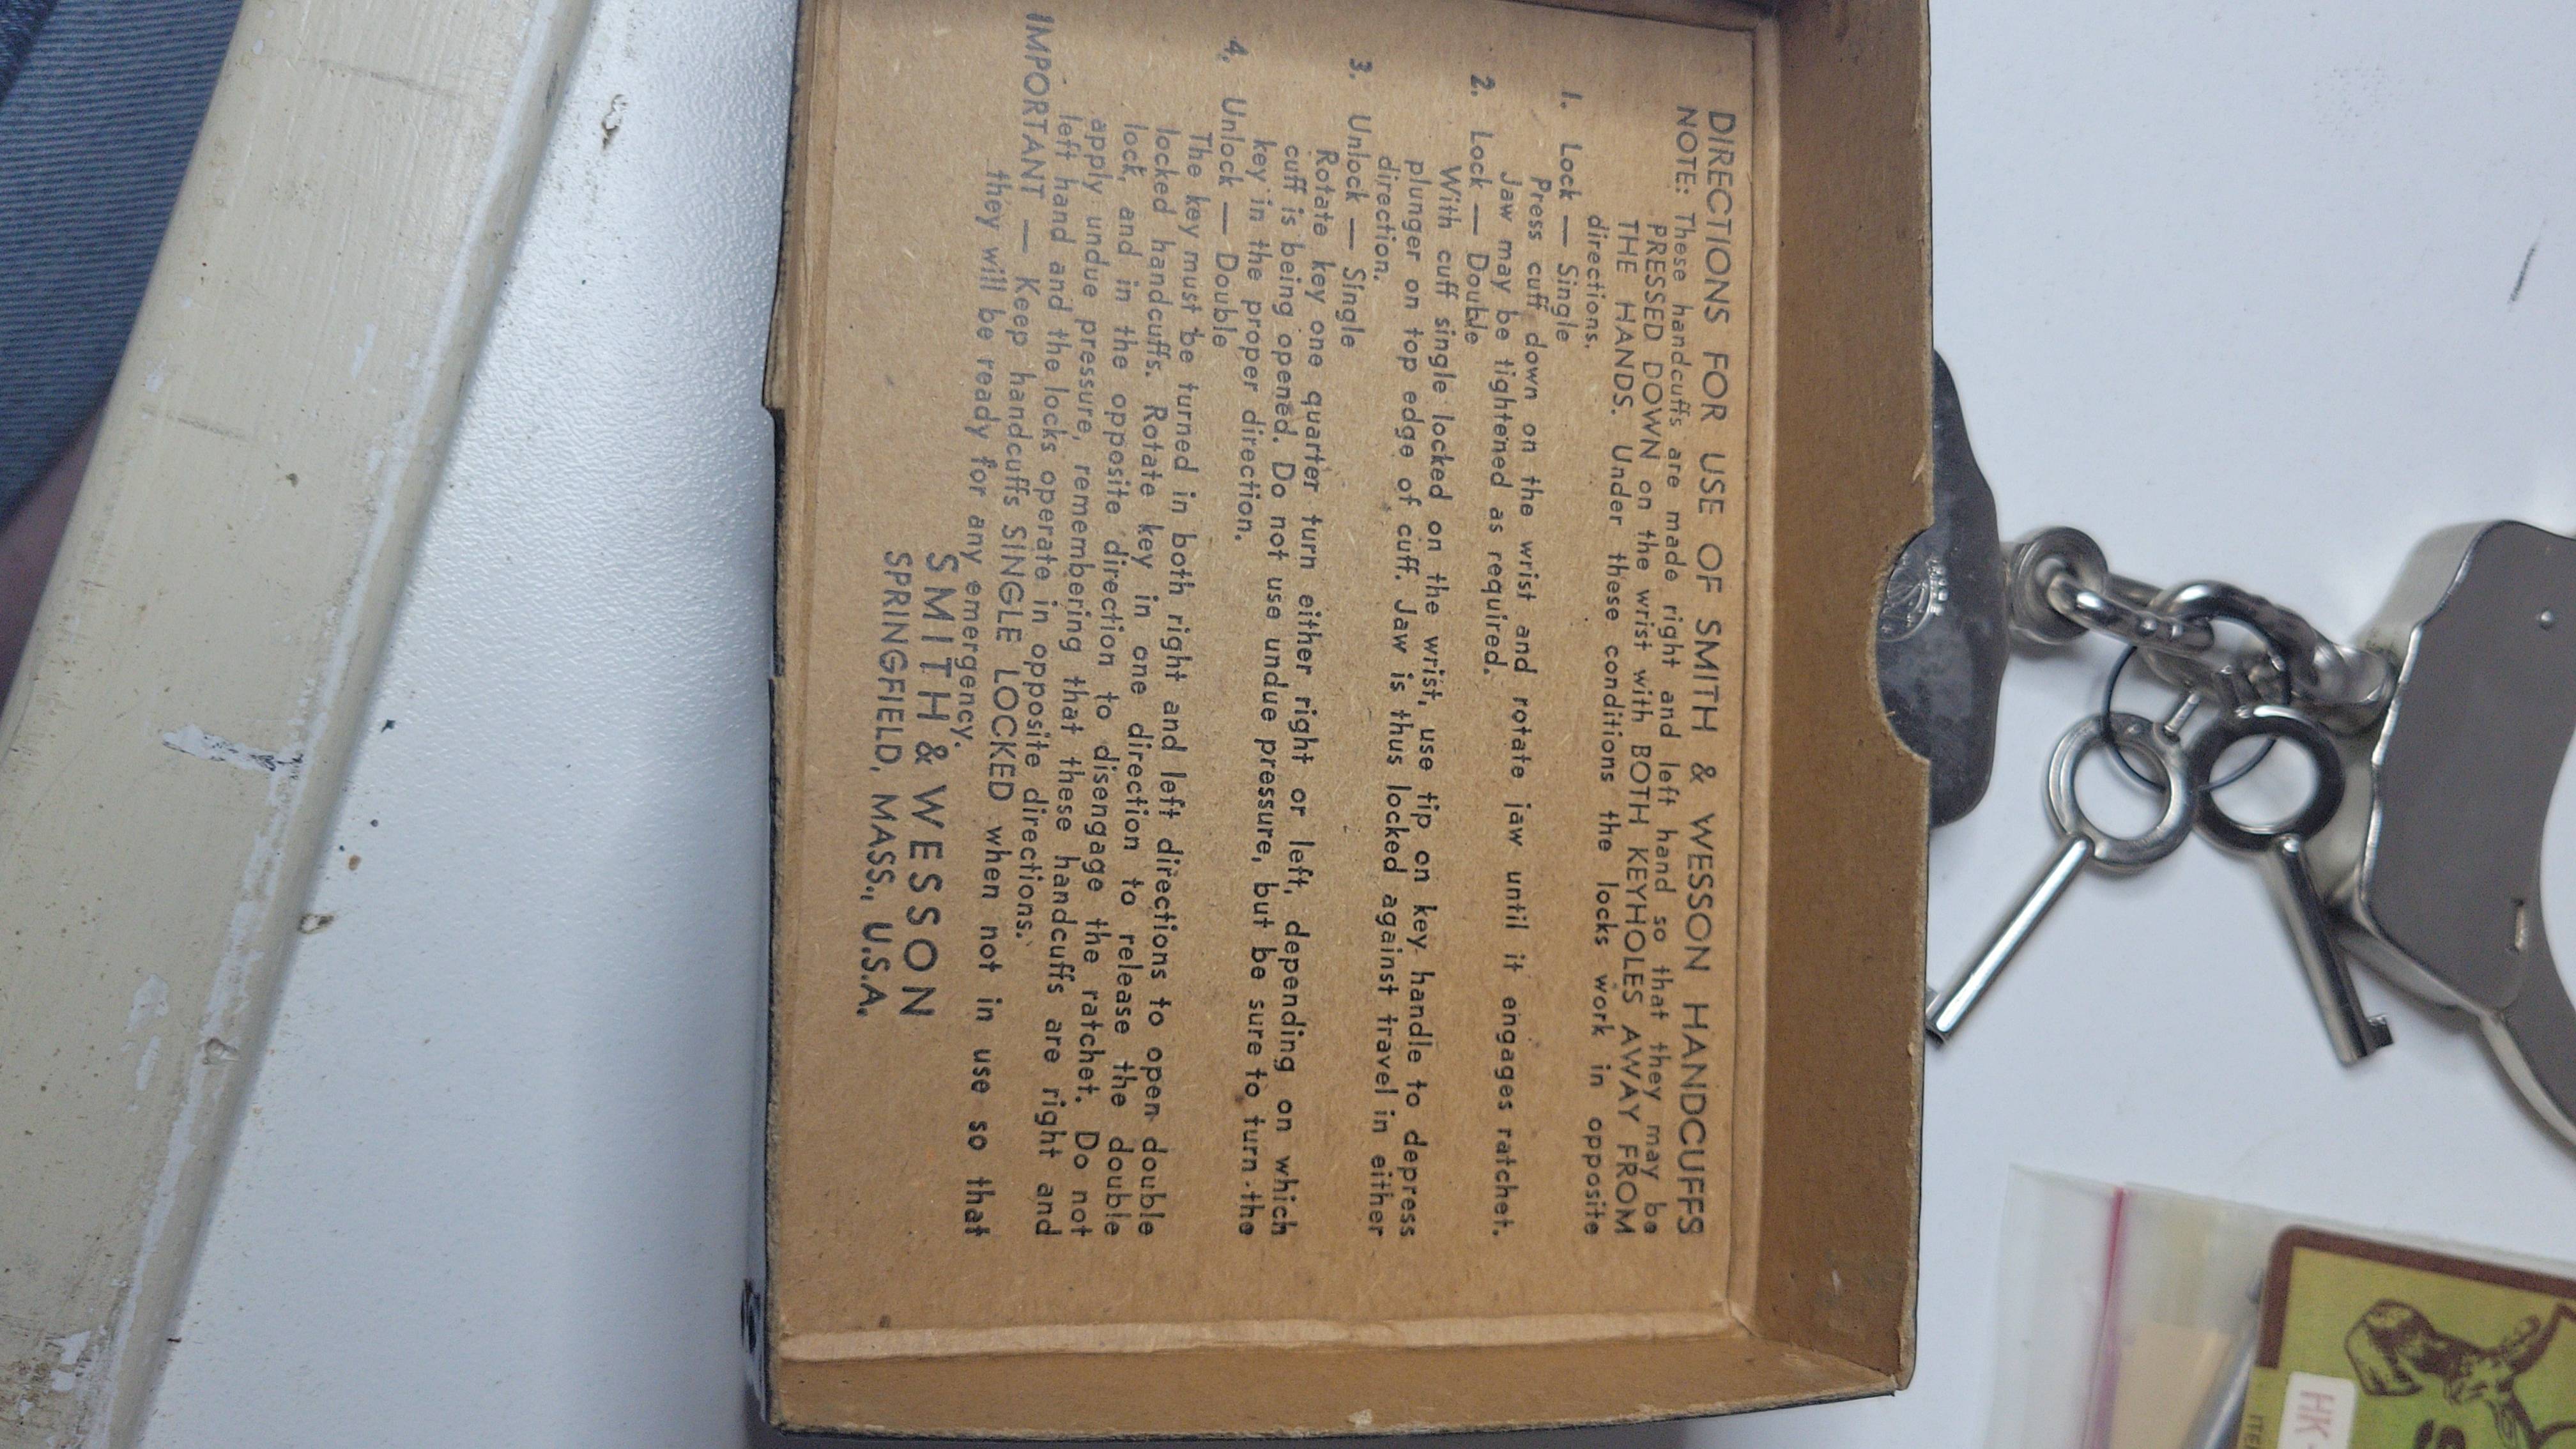 DIRECTIONS FOR USE OF SMITH & WESSON HANDCUFFS
NOTE: These handcuffs are made right and left hand so that they may be
PRESSED DOWN on the wrist with BOTH KEYHOLES AWAY FROM
THE HANDS. Under these conditions the locks work in opposite
directions.
1. Lock — Single
Press cuff down on the wrist and rotate jaw until it engages ratchet.
Jaw may be tightened as required.
2. Lock — Double
With cuff single locked on the wrist, use tip on key handle to depress
plunger on top edge of cuff. Jaw is thus locked against travel in either
direction.
3. Unlock — Single
Rotate key one quarter turn either right or left, depending on which
cuff is being opened. Do not use undue pressure, but be sure to turn the
key in the proper direction.
4. Unlock — Double
The key must be turned in both right and left directions to open double
locked handcuffs. Rotate key in one direction to release the double
lock, and in the opposite direction to disengage the ratchet. Do not
apply undue pressure, remembering that these handcuffs are right and
left hand and the locks operate in opposite directions.
IMPORTANT — Keep handcuffs SINGLE LOCKED when not in use so that
they will be ready for any emergency.
SMITH & WESSON
SPRINGFIELD, MASS., U.S.A.
HK